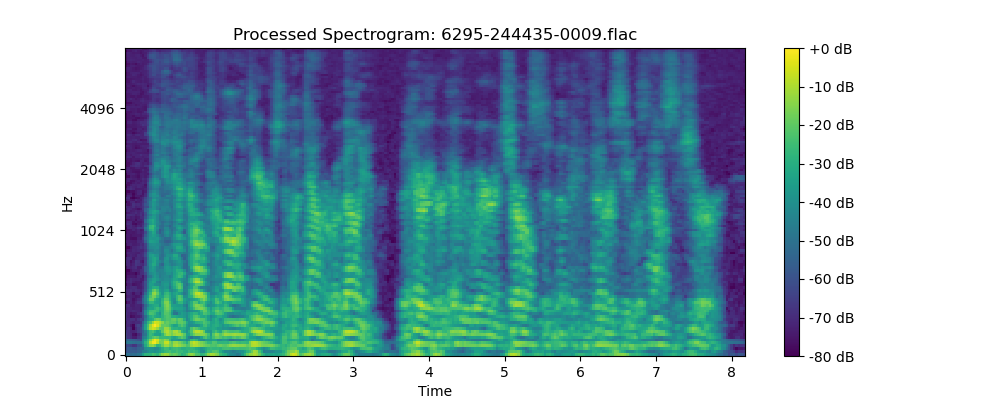 Processed Spectrogram: 6295-244435-0009.flac
Hz
4096
2048
1024
512
0
0 1 2 3 4 5 6 7 8
Time
+0 dB
-10 dB
-20 dB
-30 dB
-40 dB
-50 dB
-60 dB
-70 dB
-80 dB